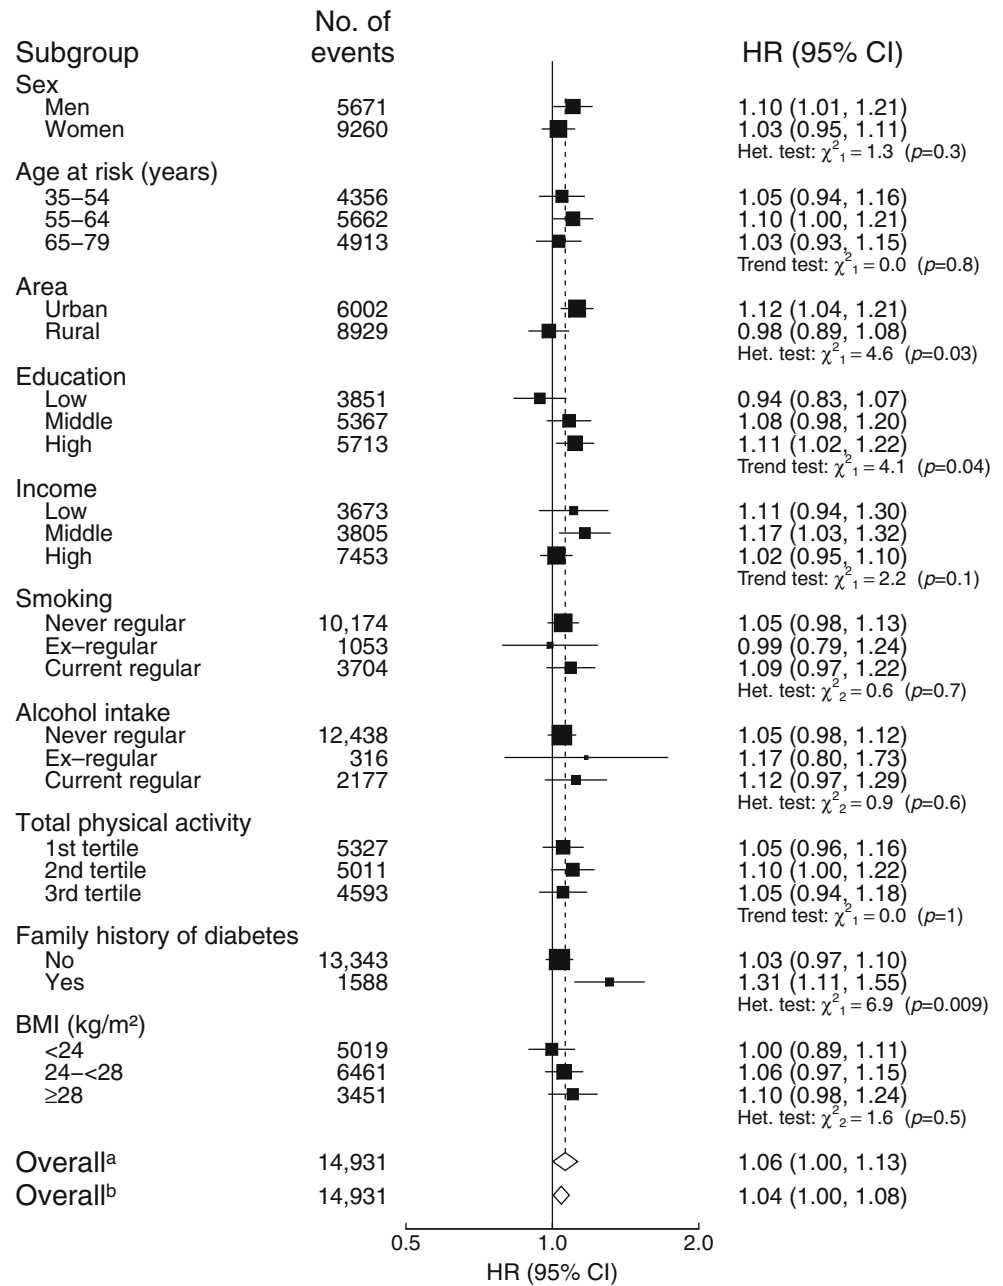 No. of
Subgroup events HR (95% CI)
Sex
Men 5671 1.10 (1.01, 1.21)
Women 9260 1.03 (0.95, 1.11)
Het. test: χ²₁ = 1.3 (p=0.3)
Age at risk (years)
35–54 4356 1.05 (0.94, 1.16)
55–64 5662 1.10 (1.00, 1.21)
65–79 4913 1.03 (0.93, 1.15)
Trend test: χ²₁ = 0.0 (p=0.8)
Area
Urban 6002 1.12 (1.04, 1.21)
Rural 8929 0.98 (0.89, 1.08)
Het. test: χ²₁ = 4.6 (p=0.03)
Education
Low 3851 0.94 (0.83, 1.07)
Middle 5367 1.08 (0.98, 1.20)
High 5713 1.11 (1.02, 1.22)
Trend test: χ²₁ = 4.1 (p=0.04)
Income
Low 3673 1.11 (0.94, 1.30)
Middle 3805 1.17 (1.03, 1.32)
High 7453 1.02 (0.95, 1.10)
Trend test: χ²₁ = 2.2 (p=0.1)
Smoking
Never regular 10,174 1.05 (0.98, 1.13)
Ex–regular 1053 0.99 (0.79, 1.24)
Current regular 3704 1.09 (0.97, 1.22)
Het. test: χ²₂ = 0.6 (p=0.7)
Alcohol intake
Never regular 12,438 1.05 (0.98, 1.12)
Ex–regular 316 1.17 (0.80, 1.73)
Current regular 2177 1.12 (0.97, 1.29)
Het. test: χ²₂ = 0.9 (p=0.6)
Total physical activity
1st tertile 5327 1.05 (0.96, 1.16)
2nd tertile 5011 1.10 (1.00, 1.22)
3rd tertile 4593 1.05 (0.94, 1.18)
Trend test: χ²₁ = 0.0 (p=1)
Family history of diabetes
No 13,343 1.03 (0.97, 1.10)
Yes 1588 1.31 (1.11, 1.55)
Het. test: χ²₁ = 6.9 (p=0.009)
BMI (kg/m²)
<24 5019 1.00 (0.89, 1.11)
24–<28 6461 1.06 (0.97, 1.15)
≥28 3451 1.10 (0.98, 1.24)
Het. test: χ²₂ = 1.6 (p=0.5)
Overallᵃ 14,931 1.06 (1.00, 1.13)
Overallᵇ 14,931 1.04 (1.00, 1.08)
0.5 1.0 2.0
HR (95% CI)